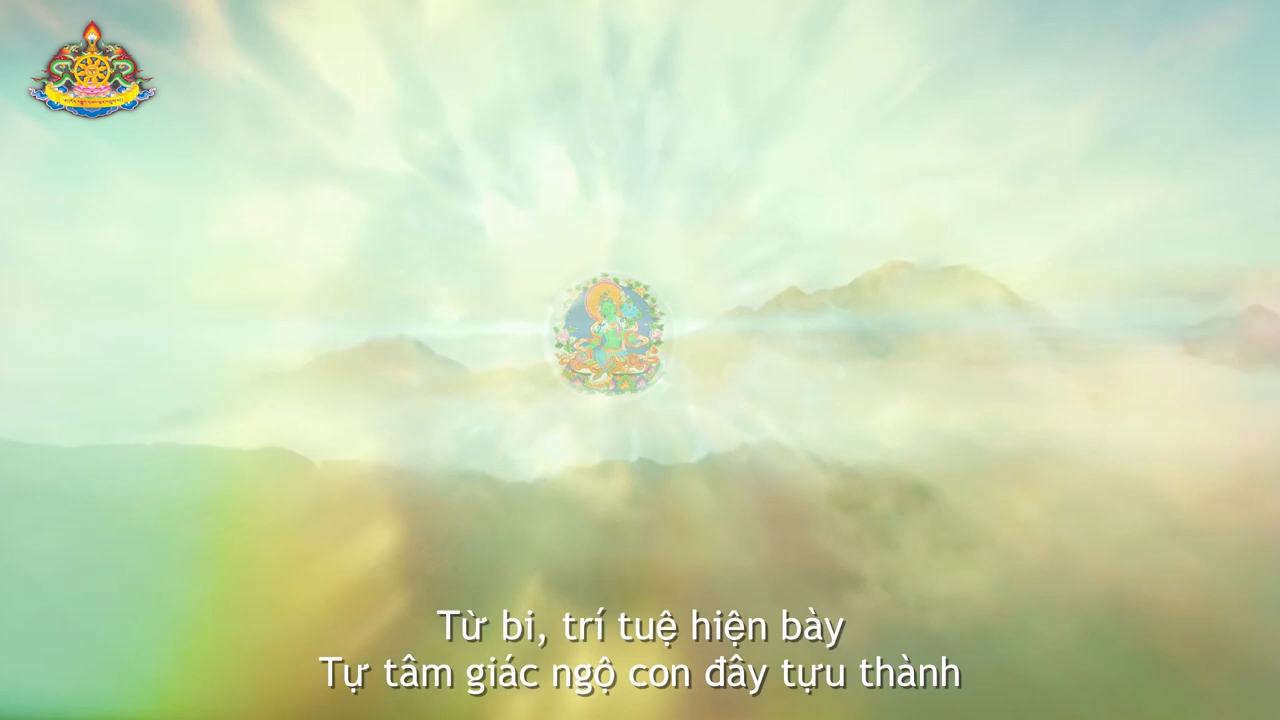 Từ bi, trí tuệ hiện bày
Tự tâm giác ngộ con đây tựu thành